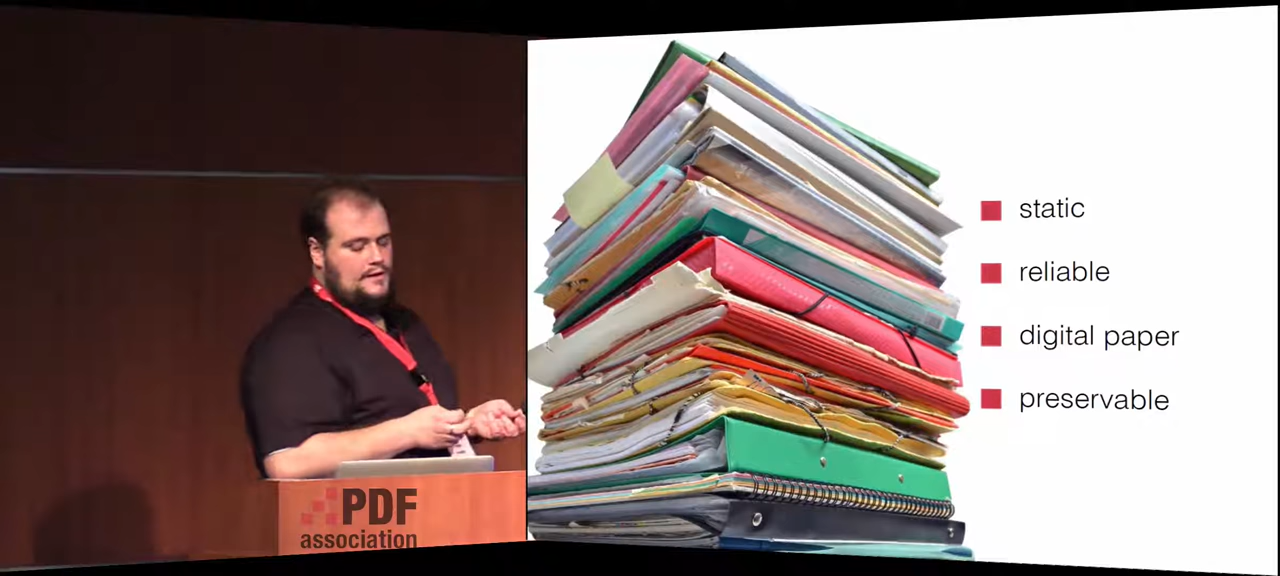 PDF
association
static
reliable
digital paper
preservable